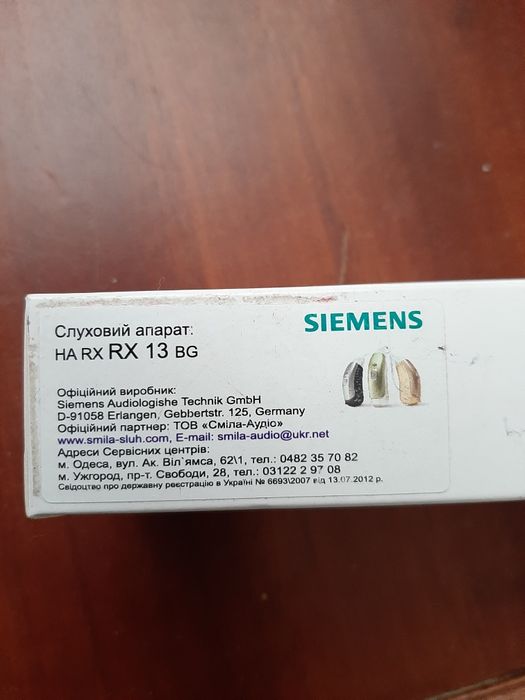 Слуховий апарат:
SIEMENS
HA RX RX 13 BG
Офіційний виробник:
Siemens Audiologishe Technik GmbH
D-91058 Erlangen, Gebbertstr. 125, Germany
Офіційний партнер: ТОВ «Сміла-Аудіо»
www.smila-sluh.com, E-mail: smila-audio@ukr.net
Адреси Сервісних центрів:
м. Одеса, вул. Ак. Віл`ямса, 62\1, тел.: 0482 35 70 82
м. Ужгород, пр-т. Свободи, 28, тел.: 03122 2 97 08
Свідоцтво про державну реєстрацію в Україні № 6693\2007 від 13.07.2012 р.